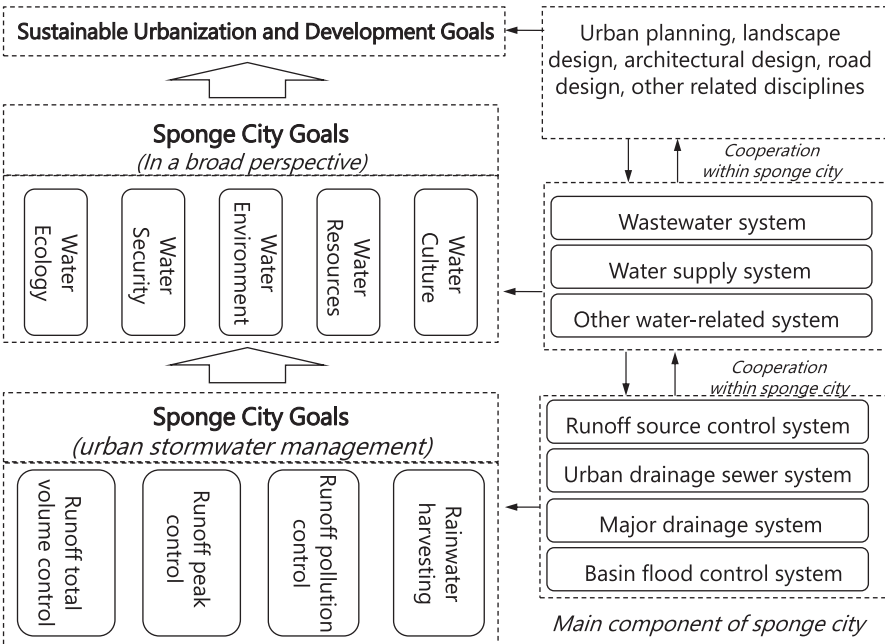 Sustainable Urbanization and Development Goals
Urban planning, landscape
design, architectural design, road
design, other related disciplines
Sponge City Goals
(In a broad perspective)
Water
Ecology
Water
Security
Water
Environment
Water
Resources
Water
Culture
Cooperation
within sponge city
Wastewater system
Water supply system
Other water-related system
Cooperation
within sponge city
Sponge City Goals
(urban stormwater management)
Runoff total
volume control
Runoff peak
control
Runoff pollution
control
Rainwater
harvesting
Runoff source control system
Urban drainage sewer system
Major drainage system
Basin flood control system
Main component of sponge city